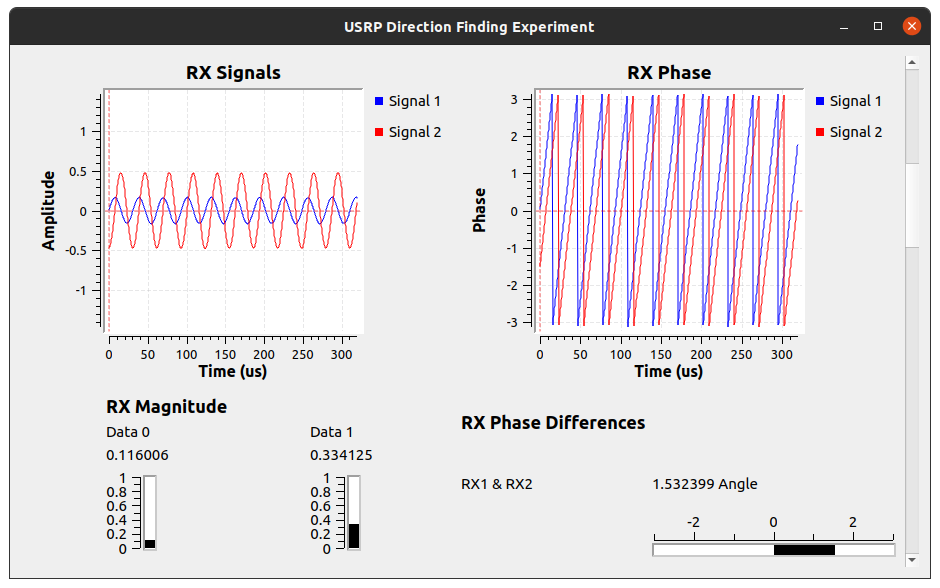 USRP Direction Finding Experiment
RX Signals
Signal 1
Signal 2
Amplitude
1
0.5
0
-0.5
-1
0 50 100 150 200 250 300
Time (us)
RX Phase
Signal 1
Signal 2
Phase
3
2
1
0
-1
-2
-3
0 50 100 150 200 250 300
Time (us)
RX Magnitude
Data 0
0.116006
1
0.8
0.6
0.4
0.2
0
Data 1
0.334125
1
0.8
0.6
0.4
0.2
0
RX Phase Differences
RX1 & RX2 1.532399 Angle
-2 0 2